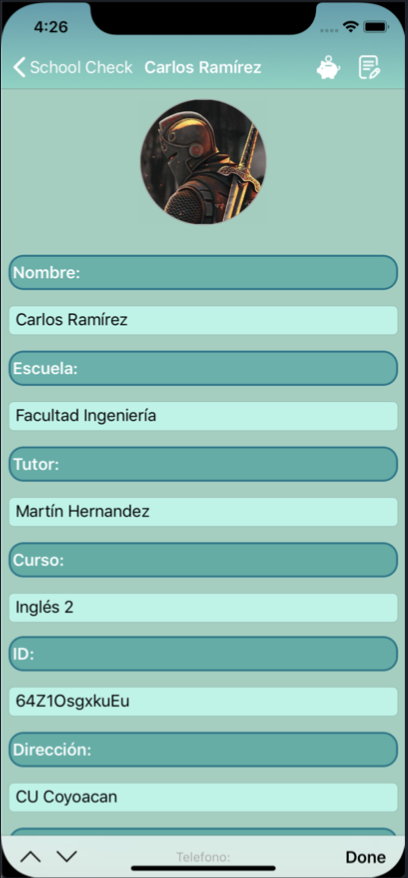 4:26
School Check Carlos Ramírez
Nombre:
Carlos Ramírez
Escuela:
Facultad Ingeniería
Tutor:
Martín Hernandez
Curso:
Inglés 2
ID:
64Z1OsgxkuEu
Dirección:
CU Coyoacan
Telefono:
Done